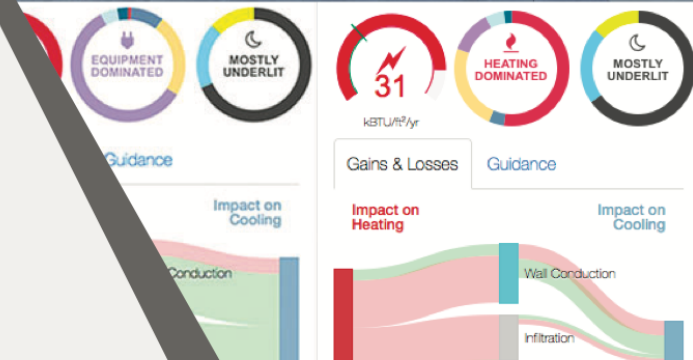 EQUIPMENT
DOMINATED
MOSTLY
UNDERLIT
31
kBTU/ft²/yr
HEATING
DOMINATED
MOSTLY
UNDERLIT
Guidance
Gains & Losses
Guidance
Impact on
Cooling
Impact on
Heating
Impact on
Cooling
Conduction
Wall Conduction
Infiltration